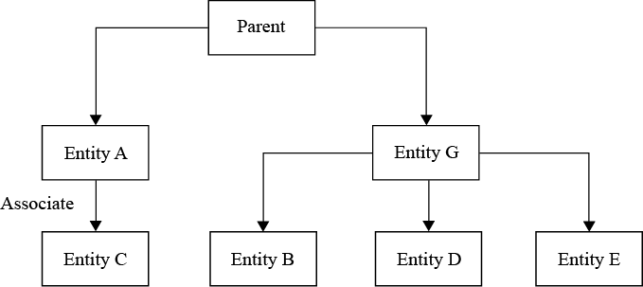 Parent
Entity A
Entity G
Associate
Entity C
Entity B
Entity D
Entity E